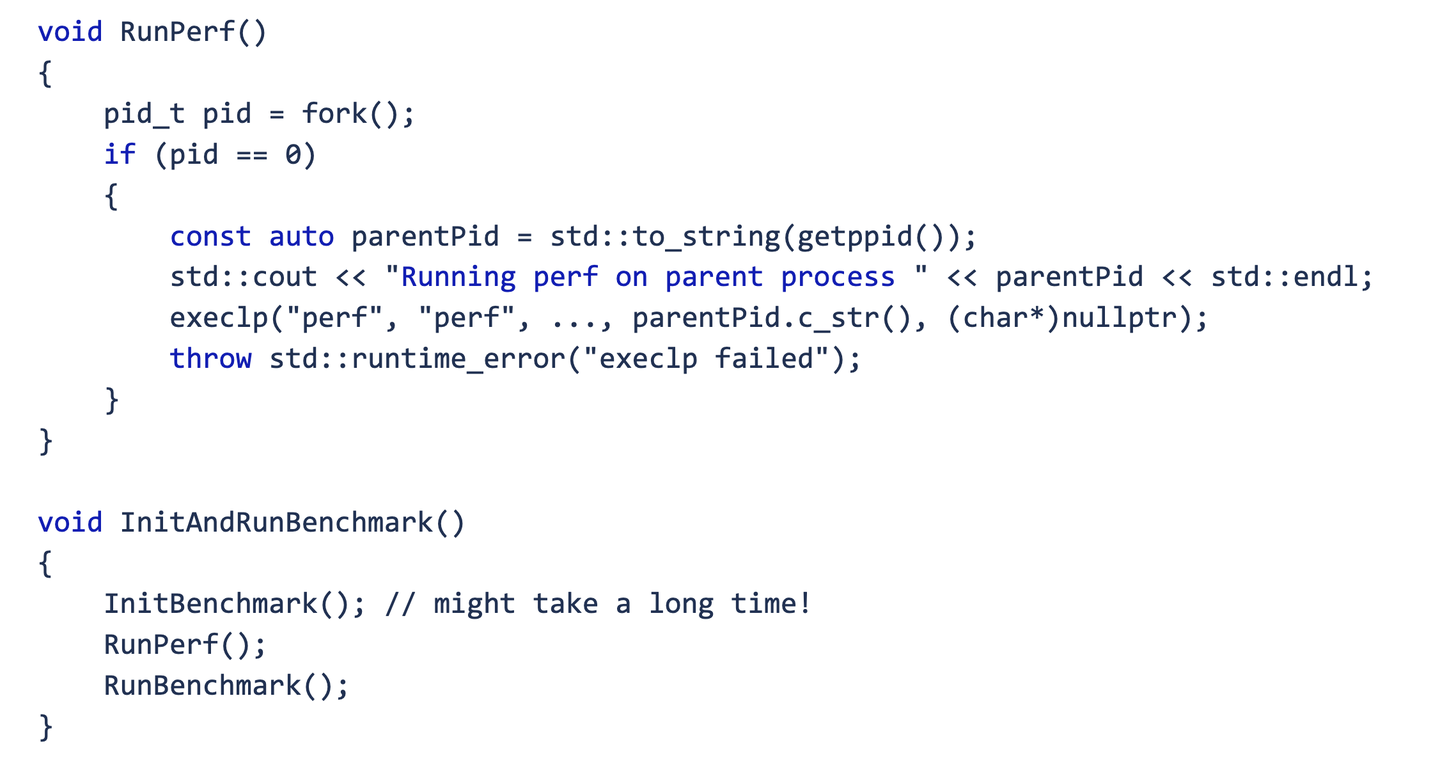 void RunPerf()
{
    pid_t pid = fork();
    if (pid == 0)
    {
        const auto parentPid = std::to_string(getppid());
        std::cout << "Running perf on parent process " << parentPid << std::endl;
        execlp("perf", "perf", ..., parentPid.c_str(), (char*)nullptr);
        throw std::runtime_error("execlp failed");
    }
}

void InitAndRunBenchmark()
{
    InitBenchmark(); // might take a long time!
    RunPerf();
    RunBenchmark();
}